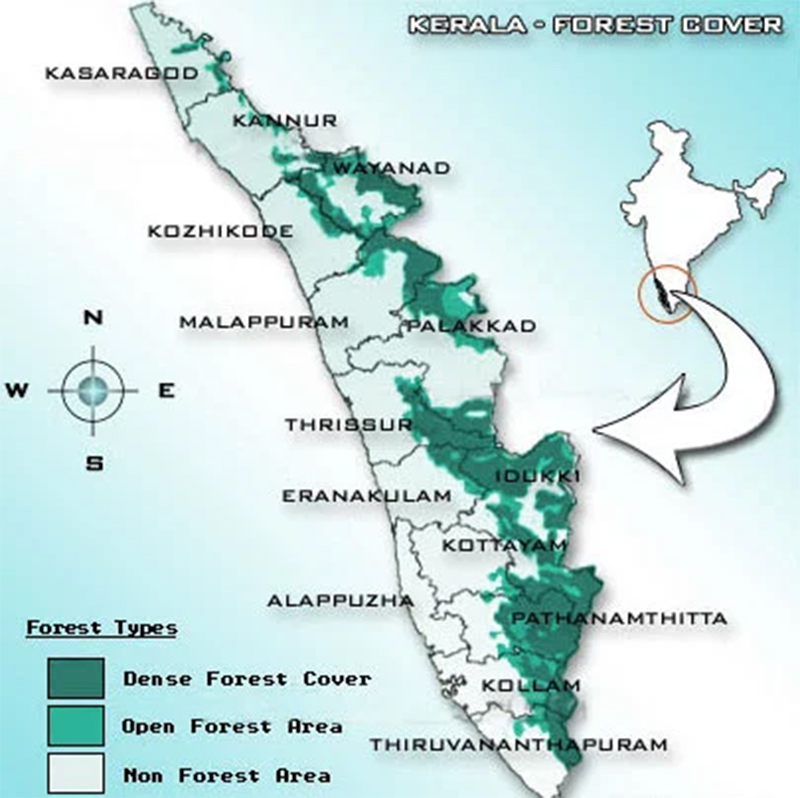 KERALA - FOREST COVER
KASARAGOD
KANNUR
WAYANAD
KOZHIKODE
MALAPPURAM
PALAKKAD
N
W
E
S
THRISSUR
IDUKKI
ERANAKULAM
KOTTAYAM
ALAPPUZHA
PATHANAMTHITTA
KOLLAM
THIRUVANANTHAPURAM
Forest Types
Dense Forest Cover
Open Forest Area
Non Forest Area